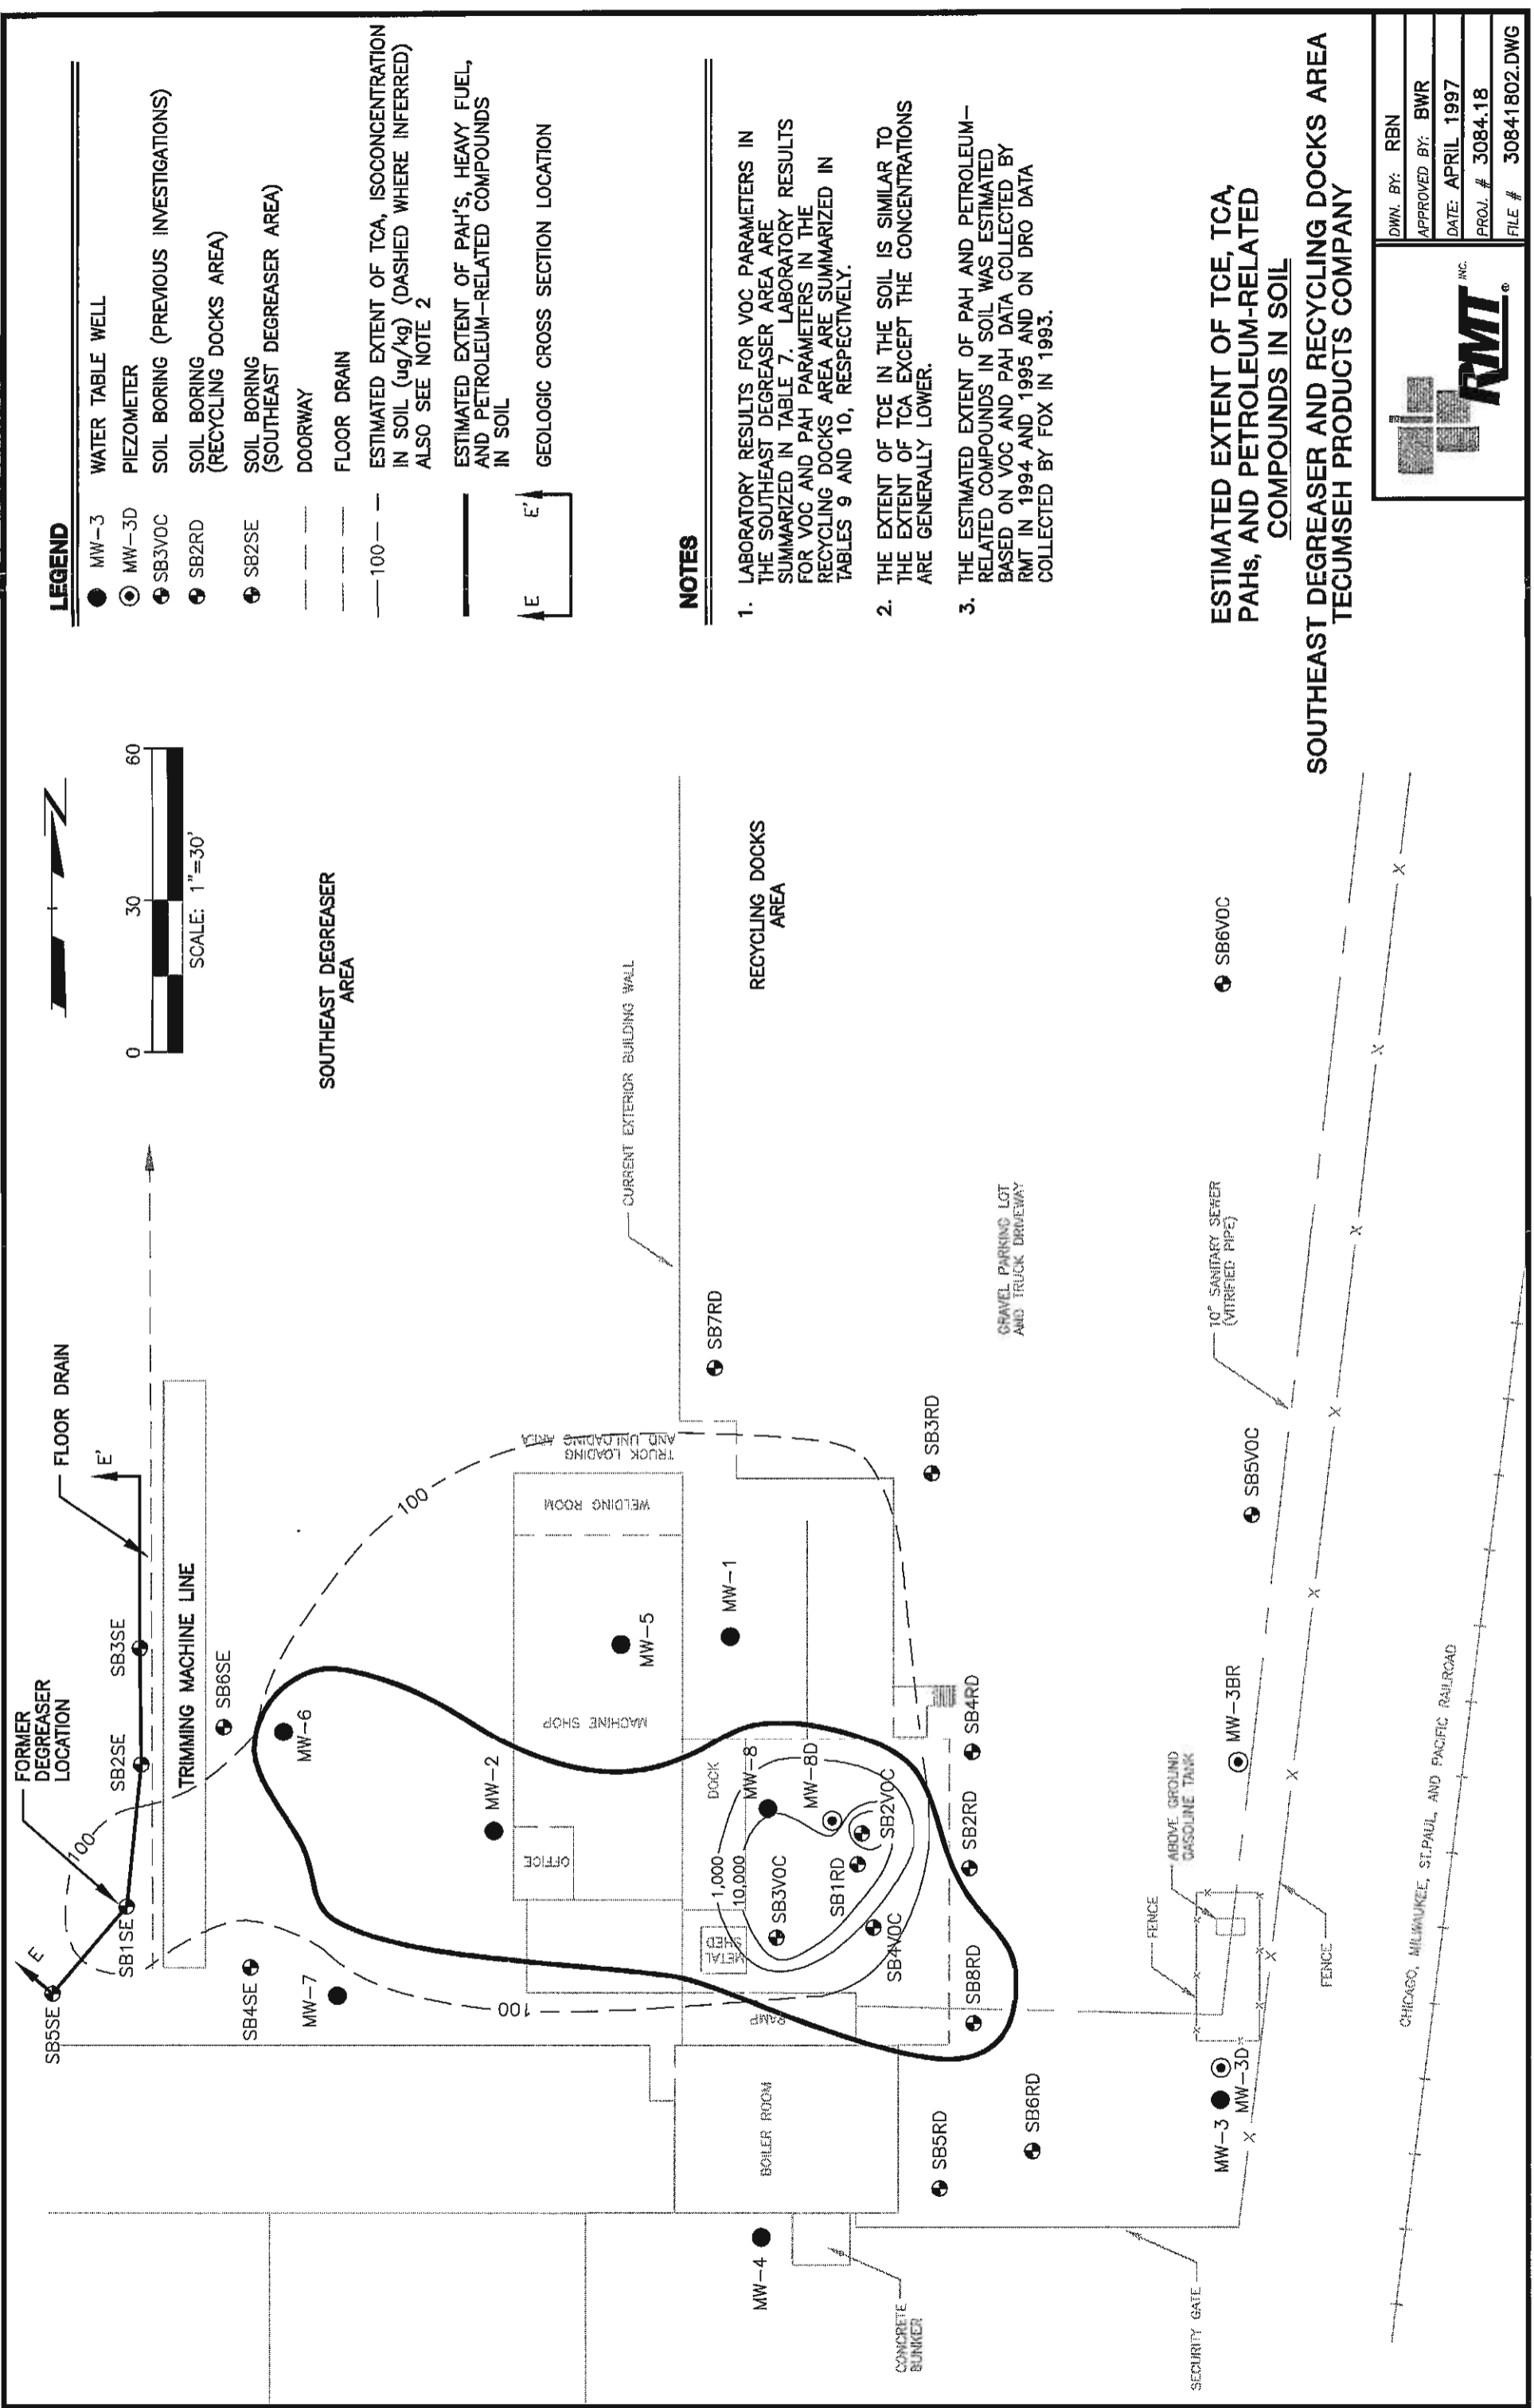 LEGEND
MW-3 WATER TABLE WELL
MW-3D PIEZOMETER
SB3VOC SOIL BORING (PREVIOUS INVESTIGATIONS)
SB2RD SOIL BORING
(RECYCLING DOCKS AREA)
SB2SE SOIL BORING
(SOUTHEAST DEGREASER AREA)
DOORWAY
FLOOR DRAIN
100 ESTIMATED EXTENT OF TCA, ISOCONCENTRATION
IN SOIL (ug/kg) (DASHED WHERE INFERRED)
ALSO SEE NOTE 2
ESTIMATED EXTENT OF PAH'S, HEAVY FUEL,
AND PETROLEUM-RELATED COMPOUNDS
IN SOIL
E E' GEOLOGIC CROSS SECTION LOCATION
NOTES
1. LABORATORY RESULTS FOR VOC PARAMETERS IN
THE SOUTHEAST DEGREASER AREA ARE
SUMMARIZED IN TABLE 7. LABORATORY RESULTS
FOR VOC AND PAH PARAMETERS IN THE
RECYCLING DOCKS AREA ARE SUMMARIZED IN
TABLES 9 AND 10, RESPECTIVELY.
2. THE EXTENT OF TCE IN THE SOIL IS SIMILAR TO
THE EXTENT OF TCA EXCEPT THE CONCENTRATIONS
ARE GENERALLY LOWER.
3. THE ESTIMATED EXTENT OF PAH AND PETROLEUM-
RELATED COMPOUNDS IN SOIL WAS ESTIMATED
BASED ON VOC AND PAH DATA COLLECTED BY
RMT IN 1994 AND 1995 AND ON DRO DATA
COLLECTED BY FOX IN 1993.
ESTIMATED EXTENT OF TCE, TCA,
PAHs, AND PETROLEUM-RELATED
COMPOUNDS IN SOIL
SOUTHEAST DEGREASER AND RECYCLING DOCKS AREA
TECUMSEH PRODUCTS COMPANY
RMT INC.
®
DWN. BY: RBN
APPROVED BY: BWR
DATE: APRIL 1997
PROJ. # 3084.18
FILE # 30841802.DWG
N
0 30 60
SCALE: 1"=30'
SOUTHEAST DEGREASER
AREA
CURRENT EXTERIOR BUILDING WALL
RECYCLING DOCKS
AREA
SB6VOC
FLOOR DRAIN
E'
FORMER
DEGREASER
LOCATION
SB3SE
SB2SE
100
SB1SE
E
SB5SE
TRIMMING MACHINE LINE
SB6SE
SB4SE
MW-6
MW-7
100
100
MW-2
OFFICE
MACHINE SHOP
WELDING ROOM
TRUCK LOADING
AND UNLOADING AREA
MW-5
MW-1
SB7RD
DOCK
MW-8
MW-8D
1,000
10,000
SB3VOC
SB1RD
SB2VOC
SB4VOC
METAL
SHED
RAMP
SB3RD
SB4RD
SB2RD
SB8RD
SB5RD
SB6RD
BOILER ROOM
MW-4
CONCRETE
BUNKER
SECURITY GATE
GRAVEL PARKING LOT
AND TRUCK DRIVEWAY
10" SANITARY SEWER
(VITRIFIED PIPE)
SB5VOC
MW-3BR
ABOVE GROUND
GASOLINE TANK
FENCE
FENCE
MW-3
MW-3D
CHICAGO, MILWAUKEE, ST.PAUL, AND PACIFIC RAILROAD